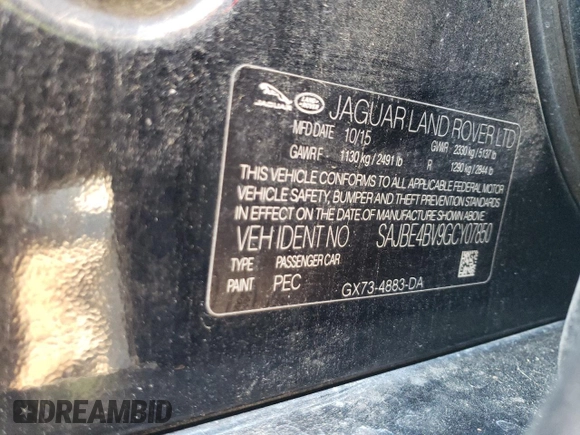 JAGUAR LAND ROVER JAGUAR LAND ROVER LTD
MFD DATE 10/15 GVWR 2330 kg / 5137 lb
GAWR F 1130 kg / 2491 lb R 1290 kg / 2844 lb
THIS VEHICLE CONFORMS TO ALL APPLICABLE FEDERAL MOTOR
VEHICLE SAFETY, BUMPER AND THEFT PREVENTION STANDARDS
IN EFFECT ON THE DATE OF MANUFACTURE SHOWN ABOVE.
VEH IDENT NO. SAJBE4BV9GCY07850
TYPE PASSENGER CAR
PAINT PEC GX73-4883-DA
DREAMBID